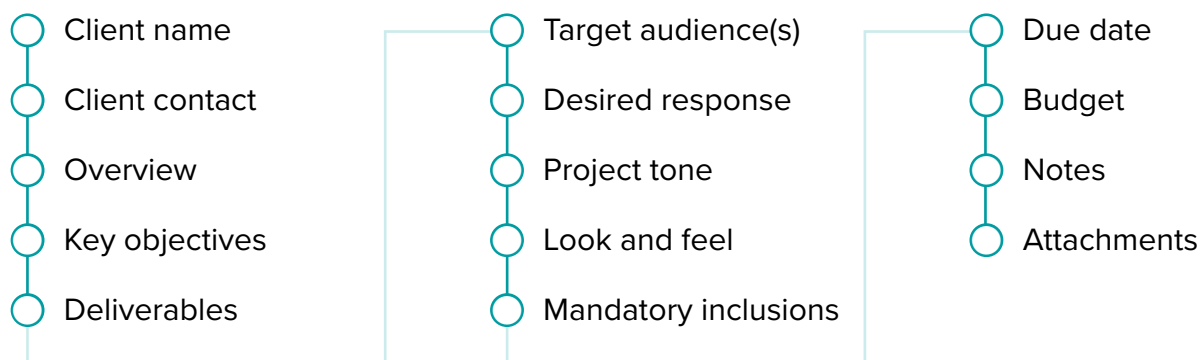 Client name
Client contact
Overview
Key objectives
Deliverables
Target audience(s)
Desired response
Project tone
Look and feel
Mandatory inclusions
Due date
Budget
Notes
Attachments